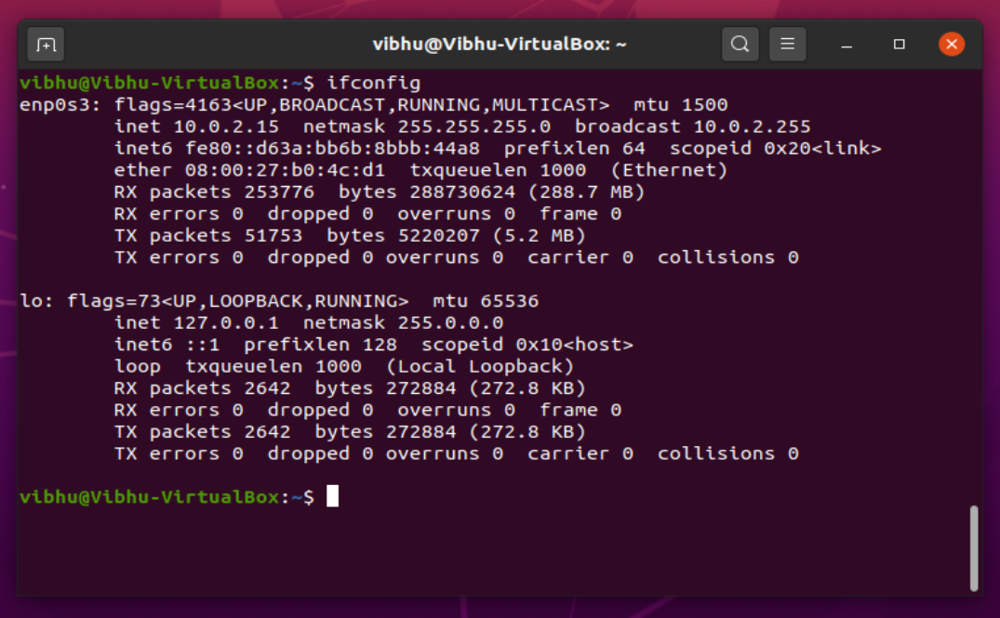 vibhu@Vibhu-VirtualBox: ~
vibhu@Vibhu-VirtualBox:~$ ifconfig
enp0s3: flags=4163<UP,BROADCAST,RUNNING,MULTICAST>  mtu 1500
        inet 10.0.2.15  netmask 255.255.255.0  broadcast 10.0.2.255
        inet6 fe80::d63a:bb6b:8bbb:44a8  prefixlen 64  scopeid 0x20<link>
        ether 08:00:27:b0:4c:d1  txqueuelen 1000  (Ethernet)
        RX packets 253776  bytes 288730624 (288.7 MB)
        RX errors 0  dropped 0  overruns 0  frame 0
        TX packets 51753  bytes 5220207 (5.2 MB)
        TX errors 0  dropped 0 overruns 0  carrier 0  collisions 0

lo: flags=73<UP,LOOPBACK,RUNNING>  mtu 65536
        inet 127.0.0.1  netmask 255.0.0.0
        inet6 ::1  prefixlen 128  scopeid 0x10<host>
        loop  txqueuelen 1000  (Local Loopback)
        RX packets 2642  bytes 272884 (272.8 KB)
        RX errors 0  dropped 0  overruns 0  frame 0
        TX packets 2642  bytes 272884 (272.8 KB)
        TX errors 0  dropped 0 overruns 0  carrier 0  collisions 0

vibhu@Vibhu-VirtualBox:~$